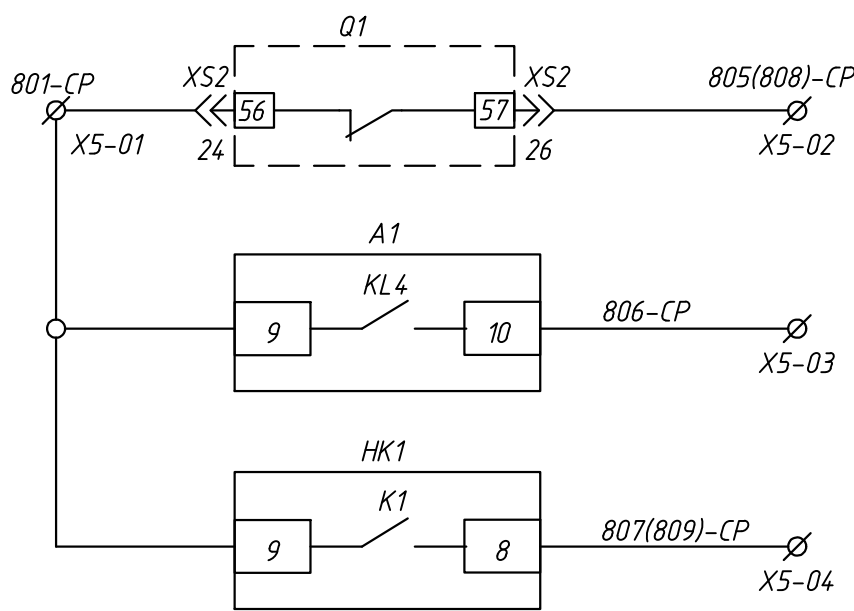 Q1
801-CP
XS2
XS2
805(808)-CP
56
57
X5-01
24
26
X5-02
A1
KL4
806-CP
9
10
X5-03
HK1
K1
807(809)-CP
9
8
X5-04